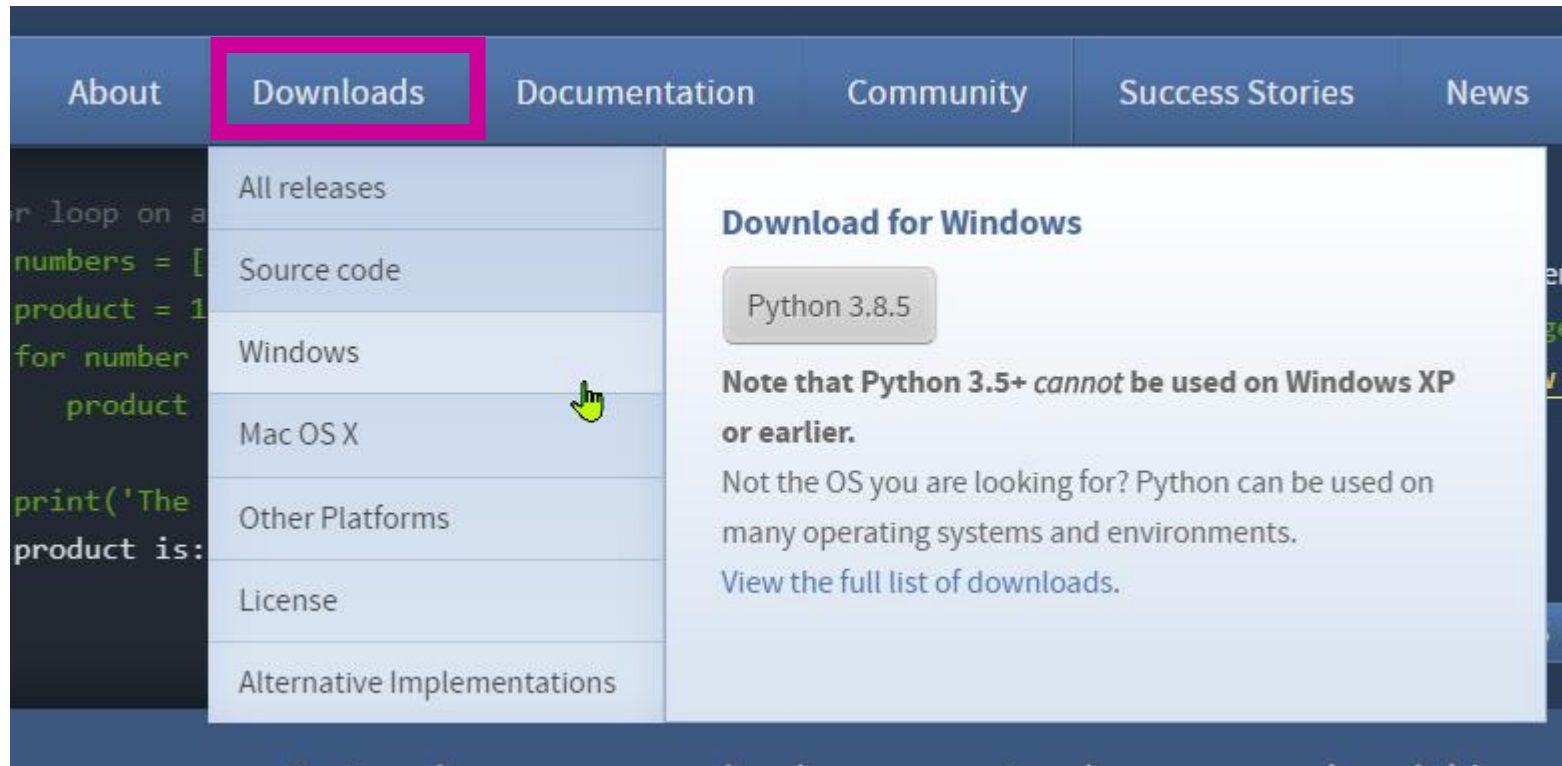 About Downloads Documentation Community Success Stories News
All releases
Source code
Windows
Mac OS X
Other Platforms
License
Alternative Implementations
Download for Windows
Python 3.8.5
Note that Python 3.5+ cannot be used on Windows XP
or earlier.
Not the OS you are looking for? Python can be used on
many operating systems and environments.
View the full list of downloads.
loop on a
numbers = [
product = 1
for number
product
print('The
product is: